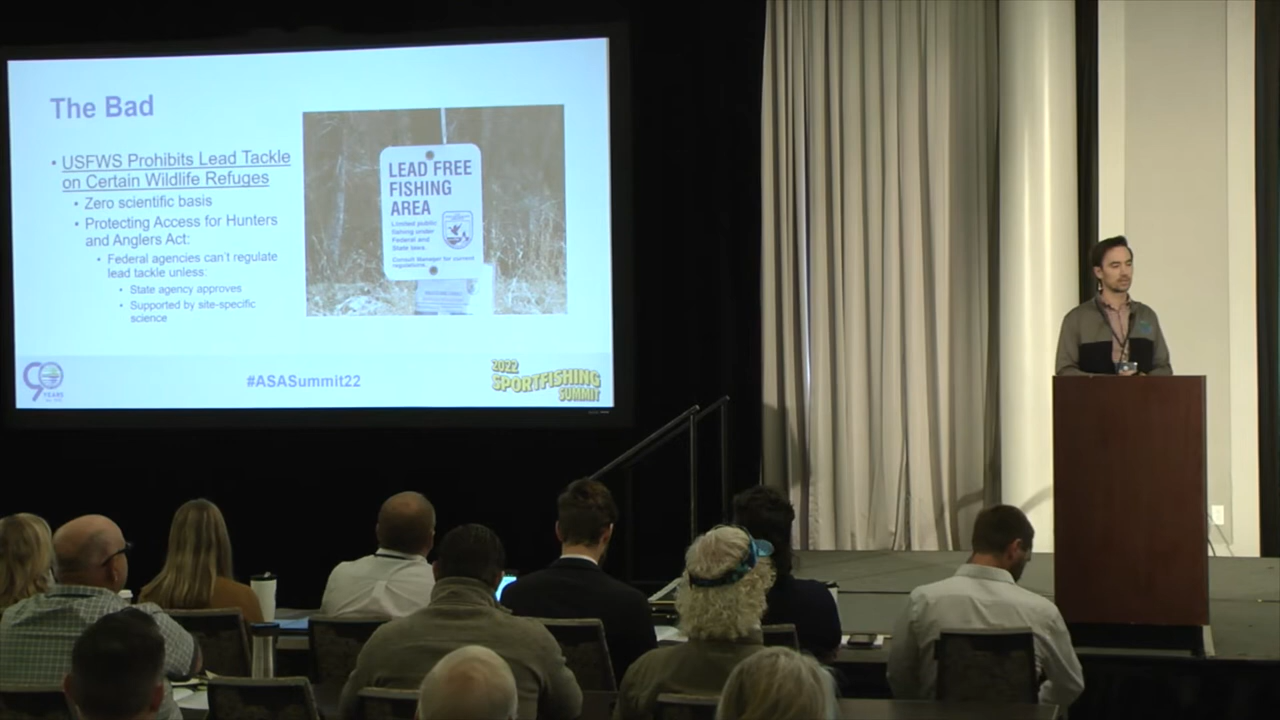 The Bad
• USFWS Prohibits Lead Tackle
on Certain Wildlife Refuges
• Zero scientific basis
• Protecting Access for Hunters
and Anglers Act:
• Federal agencies can't regulate
lead tackle unless:
• State agency approves
• Supported by site-specific
science
LEAD FREE
FISHING
AREA
Limited public
fishing under
Federal and
State laws.
Consult Manager for current
regulations.
90
YEARS
#ASASummit22
2022
SPORTFISHING
SUMMIT